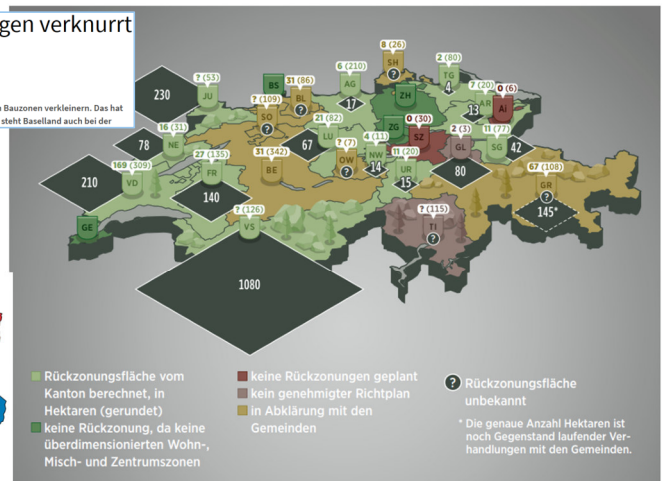 gen verknurrt
n Bauzonen verkleinern. Das hat
steht Baselland auch bei der
8 (26)
SH
?
2 (80)
TG
4
6 (210)
AG
17
? (53)
JU
230
BS
31 (86)
BL
?
ZH
7 (20)
AR
13
0 (6)
AI
? (109)
SO
?
16 (31)
NE
78
21 (82)
LU
67
ZG
0 (30)
SZ
2 (3)
GL
80
11 (77)
SG
42
? (7)
OW
?
4 (11)
NW
14
11 (20)
UR
15
169 (309)
VD
210
27 (135)
FR
140
31 (342)
BE
67 (108)
GR
?
145*
GE
? (126)
VS
1080
? (115)
TI
?
Rückzonungsfläche vom
Kanton berechnet, in
Hektaren (gerundet)
keine Rückzonung, da keine
überdimensionierten Wohn-,
Misch- und Zentrumszonen
keine Rückzonungen geplant
kein genehmigter Richtplan
in Abklärung mit den
Gemeinden
? Rückzonungsfläche
unbekannt
* Die genaue Anzahl Hektaren ist
noch Gegenstand laufender Ver-
handlungen mit den Gemeinden.